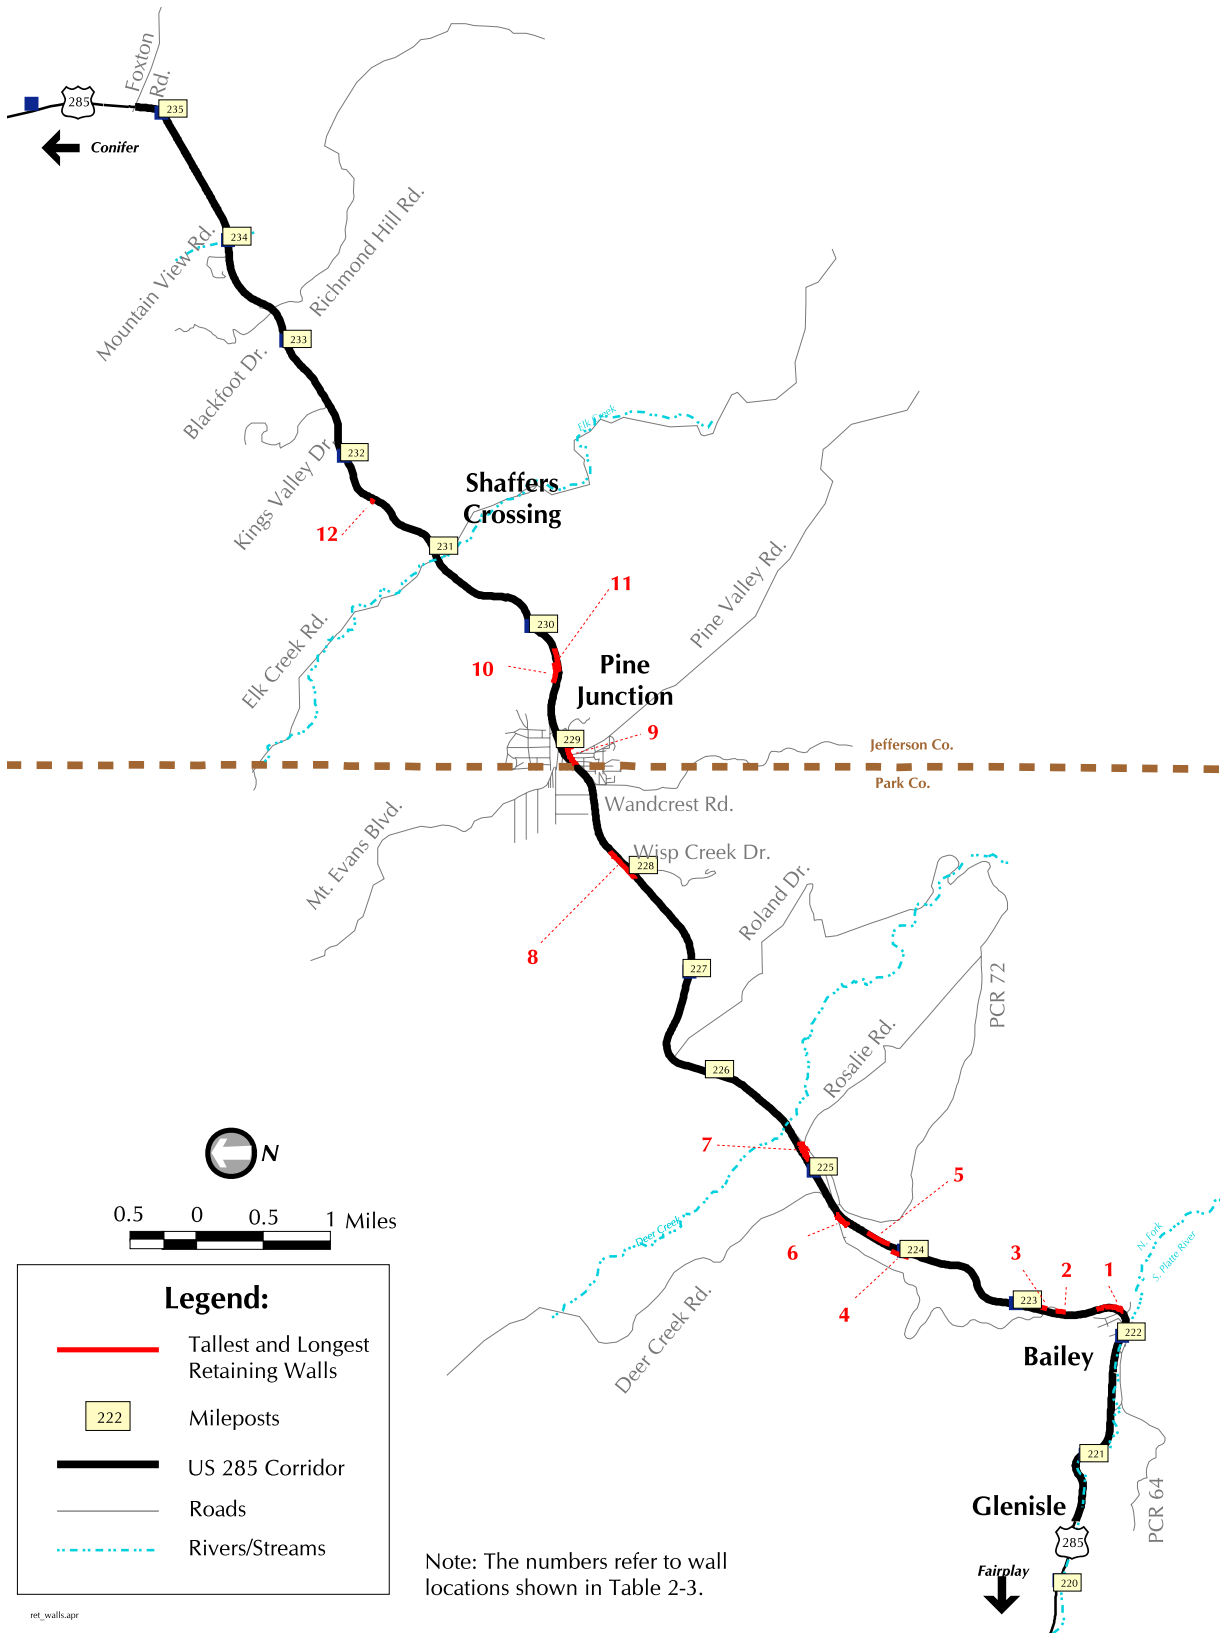 Foxton
Rd.
285
235
Conifer
234
Mountain View Rd.
Richmond Hill Rd.
233
Blackfoot Dr.
232
Kings Valley Dr.
Elk Creek
Shaffers
Crossing
12
231
11
Pine Valley Rd.
230
Elk Creek Rd.
10
Pine
Junction
9
229
Jefferson Co.
Park Co.
Wandcrest Rd.
Mt. Evans Blvd.
Wisp Creek Dr.
228
Roland Dr.
8
227
PCR 72
Rosalie Rd.
226
N
7
225
5
0.5
0
0.5
1
Miles
Deer Creek
6
224
N. Fork
S. Platte River
3
2
1
4
223
Deer Creek Rd.
222
Bailey
Legend:
Tallest and Longest
Retaining Walls
222
Mileposts
US 285 Corridor
Roads
Rivers/Streams
221
Glenisle
PCR 64
285
Fairplay
220
Note: The numbers refer to wall
locations shown in Table 2-3.
ret_walls.apr